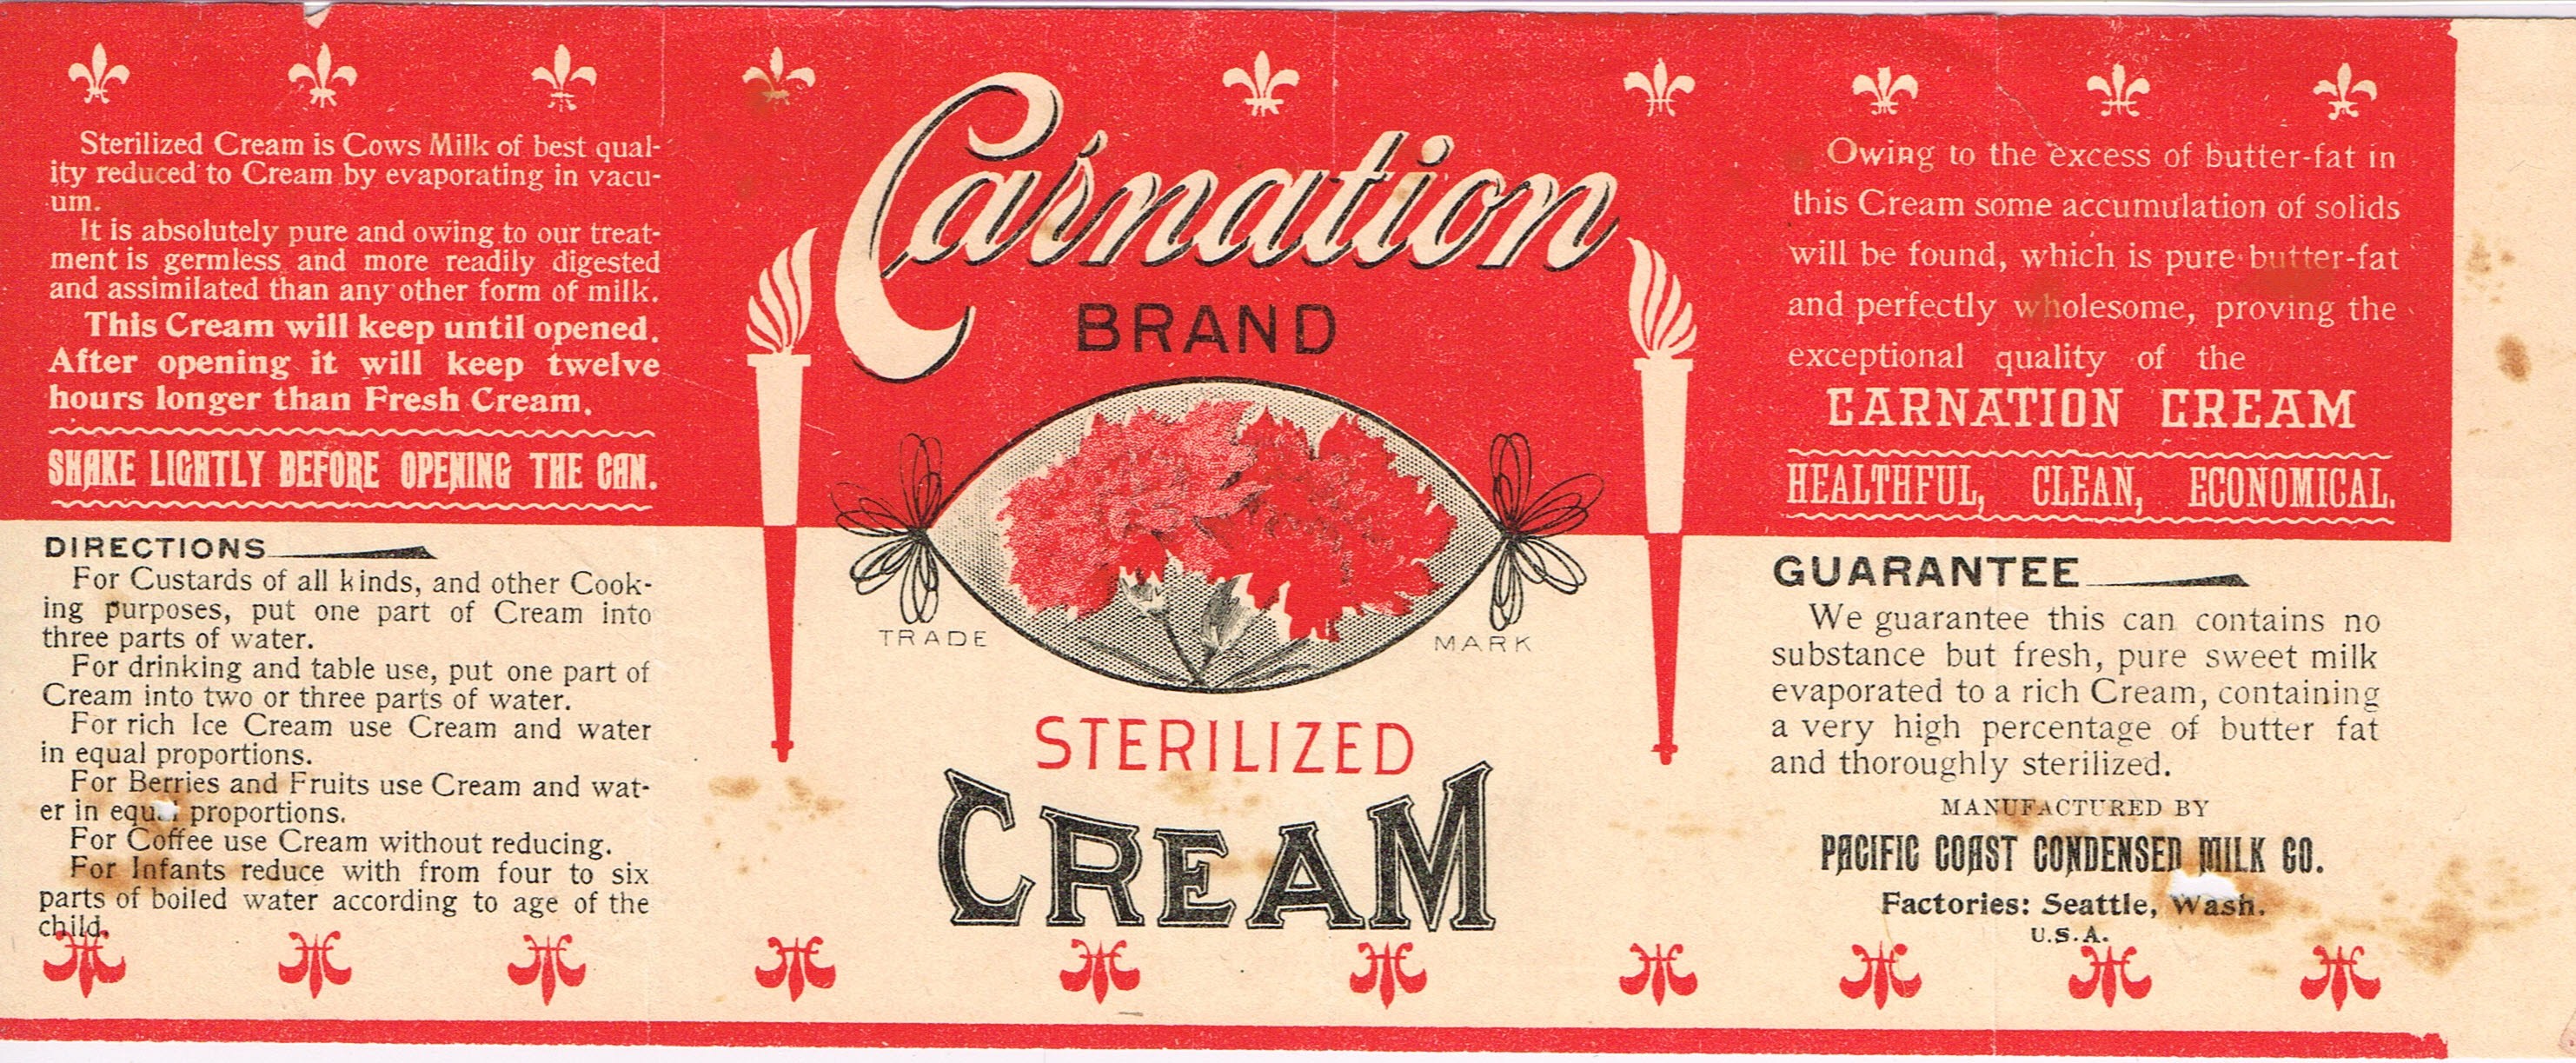 Sterilized Cream is Cows Milk of best qual-
ity reduced to Cream by evaporating in vacu-
um.
It is absolutely pure and owing to our treat-
ment is germless and more readily digested
and assimilated than any other form of milk.
This Cream will keep until opened.
After opening it will keep twelve
hours longer than Fresh Cream.
SHAKE LIGHTLY BEFORE OPENING THE CAN.
DIRECTIONS
For Custards of all kinds, and other Cook-
ing purposes, put one part of Cream into
three parts of water.
For drinking and table use, put one part of
Cream into two or three parts of water.
For rich Ice Cream use Cream and water
in equal proportions.
For Berries and Fruits use Cream and wat-
er in equal proportions.
For Coffee use Cream without reducing.
For Infants reduce with from four to six
parts of boiled water according to age of the
child.
Carnation
BRAND
TRADE MARK
STERILIZED
CREAM
Owing to the excess of butter-fat in
this Cream some accumulation of solids
will be found, which is pure butter-fat
and perfectly wholesome, proving the
exceptional quality of the
CARNATION CREAM
HEALTHFUL, CLEAN, ECONOMICAL.
GUARANTEE
We guarantee this can contains no
substance but fresh, pure sweet milk
evaporated to a rich Cream, containing
a very high percentage of butter fat
and thoroughly sterilized.
MANUFACTURED BY
PACIFIC COAST CONDENSED MILK CO.
Factories: Seattle, Wash.
U.S.A.